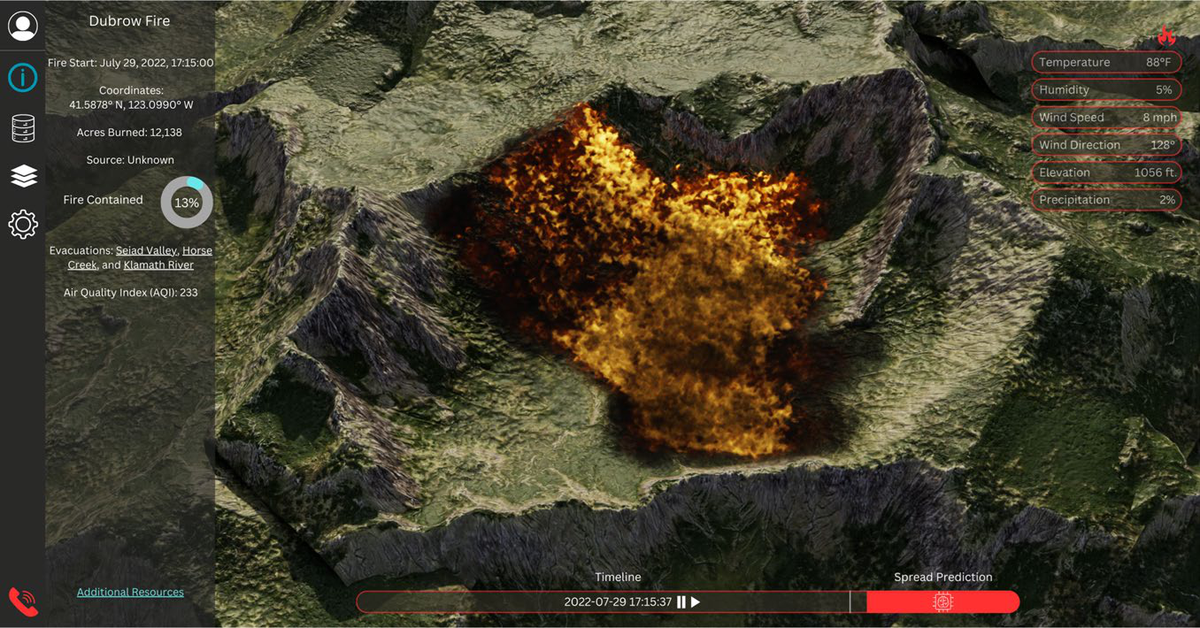 Dubrow Fire
Fire Start: July 29, 2022, 17:15:00
Coordinates:
41.5878° N, 123.0990° W
Acres Burned: 12,138
Source: Unknown
Fire Contained
13%
Evacuations: Seiad Valley, Horse
Creek, and Klamath River
Air Quality Index (AQI): 233
Additional Resources
Temperature 88°F
Humidity 5%
Wind Speed 8 mph
Wind Direction 128°
Elevation 1056 ft.
Precipitation 2%
Timeline
2022-07-29 17:15:37
Spread Prediction